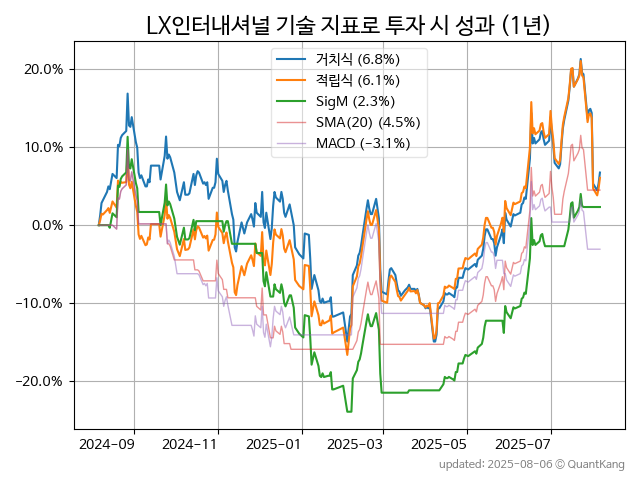 LX인터내셔널 기술 지표로 투자 시 성과 (1년)
거치식 (6.8%)
적립식 (6.1%)
SigM (2.3%)
SMA(20) (4.5%)
MACD (−3.1%)
20.0%
10.0%
0.0%
−10.0%
−20.0%
2024-09 2024-11 2025-01 2025-03 2025-05 2025-07
updated: 2025-08-06 © QuantKang